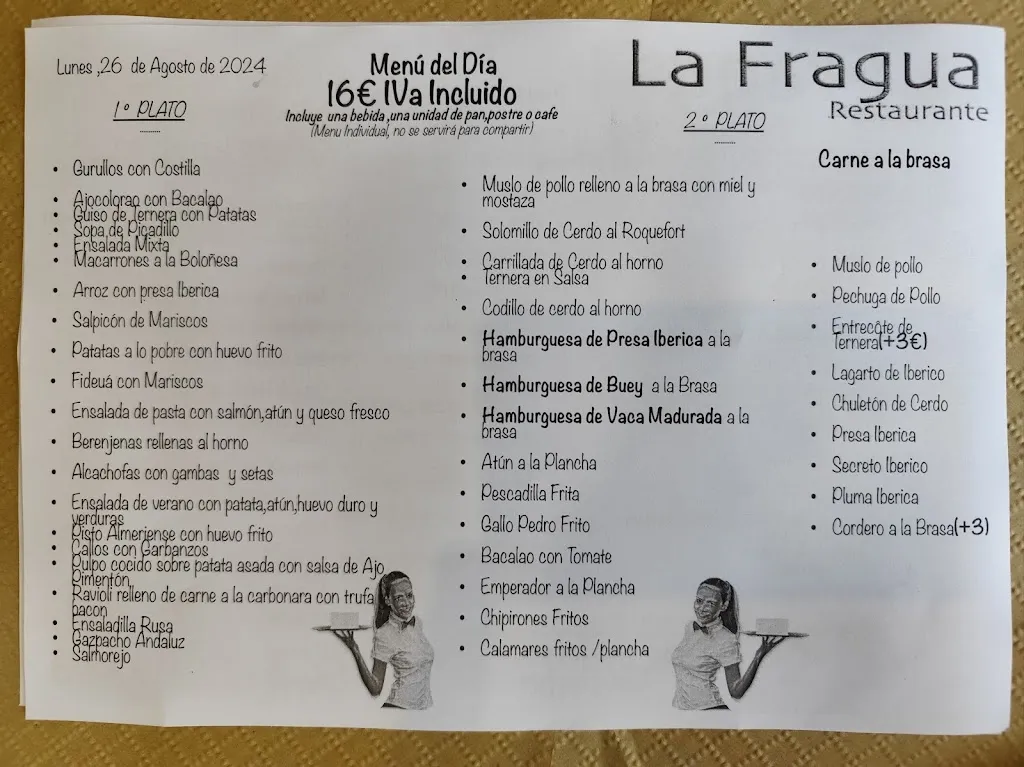 Lunes ,26 de Agosto de 2024
1º PLATO
Menú del Día
16€ IVa Incluido
Incluye una bebida ,una unidad de pan,postre o cafe
(Menu Individual, no se servirá para compartir)
La Fragua
Restaurante
2º PLATO
• Gurullos con Costilla
• Ajocolorao con Bacalao
• Guiso de Ternera con Patatas
• Sopa de Picadillo
• Ensalada Mixta
• Macarrones a la Boloñesa
• Arroz con presa Iberica
• Salpicón de Mariscos
• Patatas a lo pobre con huevo frito
• Fideuá con Mariscos
• Ensalada de pasta con salmón,atún y queso fresco
• Berenjenas rellenas al horno
• Alcachofas con gambas y setas
• Ensalada de verano con patata,atún,huevo duro y
verduras
• Pisto Almeriense con huevo frito
• Callos con Garbanzos
• Pulpo cocido sobre patata asada con salsa de Ajo
Pimentón
• Ravioli relleno de carne a la carbonara con trufa
bacon
• Ensaladilla Rusa
• Gazpacho Andaluz
• Salmorejo
• Muslo de pollo relleno a la brasa con miel y
mostaza
• Solomillo de Cerdo al Roquefort
• Carrillada de Cerdo al horno
• Ternera en Salsa
• Codillo de cerdo al horno
• Hamburguesa de Presa Iberica a la
brasa
• Hamburguesa de Buey a la Brasa
• Hamburguesa de Vaca Madurada a la
brasa
• Atún a la Plancha
• Pescadilla Frita
• Gallo Pedro Frito
• Bacalao con Tomate
• Emperador a la Plancha
• Chipirones Fritos
• Calamares fritos /plancha
Carne a la brasa
• Muslo de pollo
• Pechuga de Pollo
• Entrecôte de
Ternera(+3€)
• Lagarto de Iberico
• Chuletón de Cerdo
• Presa Iberica
• Secreto Iberico
• Pluma Iberica
• Cordero a la Brasa(+3)